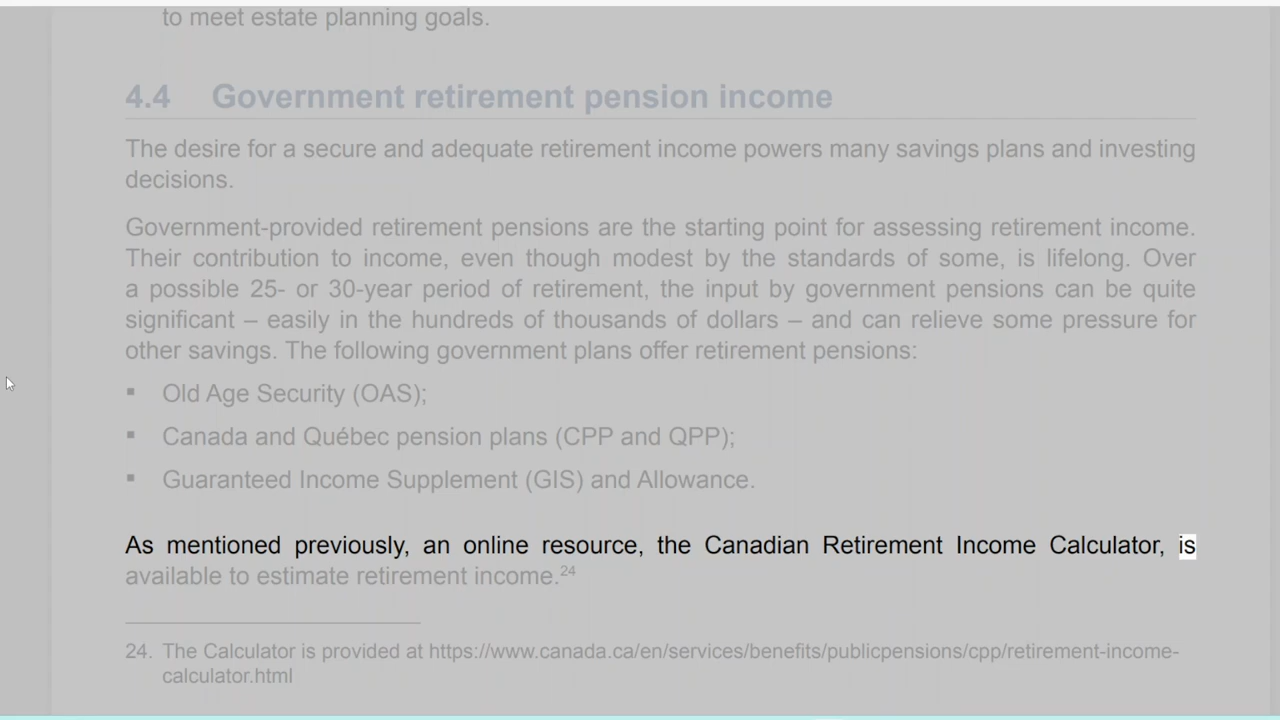 to meet estate planning goals.
4.4 Government retirement pension income
The desire for a secure and adequate retirement income powers many savings plans and investing
decisions.
Government-provided retirement pensions are the starting point for assessing retirement income.
Their contribution to income, even though modest by the standards of some, is lifelong. Over
a possible 25- or 30-year period of retirement, the input by government pensions can be quite
significant – easily in the hundreds of thousands of dollars – and can relieve some pressure for
other savings. The following government plans offer retirement pensions:
▪ Old Age Security (OAS);
▪ Canada and Québec pension plans (CPP and QPP);
▪ Guaranteed Income Supplement (GIS) and Allowance.
As mentioned previously, an online resource, the Canadian Retirement Income Calculator, is
available to estimate retirement income.24
24. The Calculator is provided at https://www.canada.ca/en/services/benefits/publicpensions/cpp/retirement-income-
calculator.html